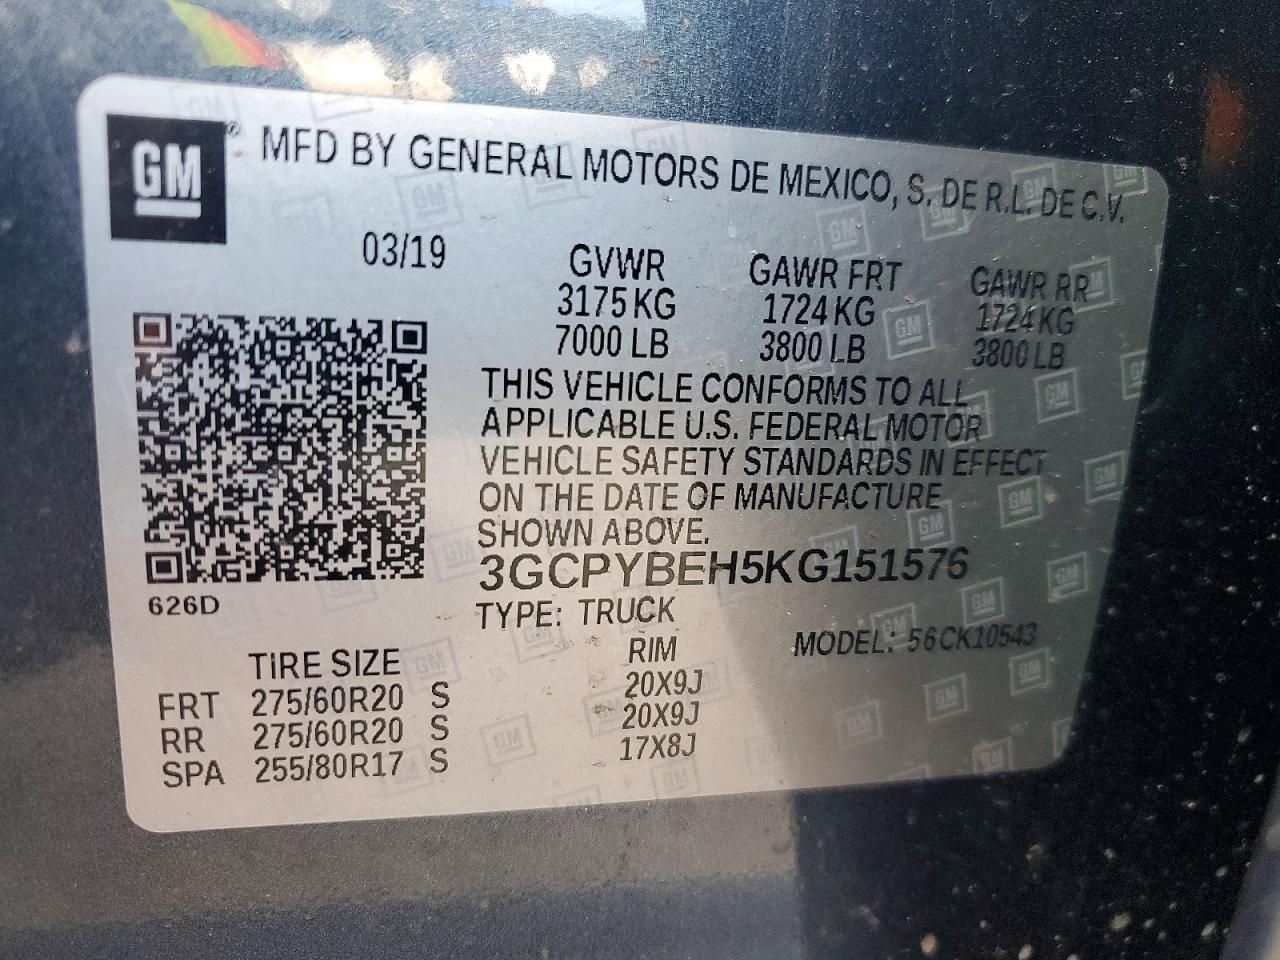 GM® MFD BY GENERAL MOTORS DE MEXICO, S. DE R.L. DE C.V.
03/19 GVWR GAWR FRT GAWR RR
3175 KG 1724 KG 1724 KG
7000 LB 3800 LB 3800 LB
THIS VEHICLE CONFORMS TO ALL
APPLICABLE U.S. FEDERAL MOTOR
VEHICLE SAFETY STANDARDS IN EFFECT
ON THE DATE OF MANUFACTURE
SHOWN ABOVE.
3GCPYBEH5KG151576
626D
TYPE: TRUCK
MODEL: 56CK10543
TIRE SIZE RIM
FRT 275/60R20 S 20X9J
RR 275/60R20 S 20X9J
SPA 255/80R17 S 17X8J